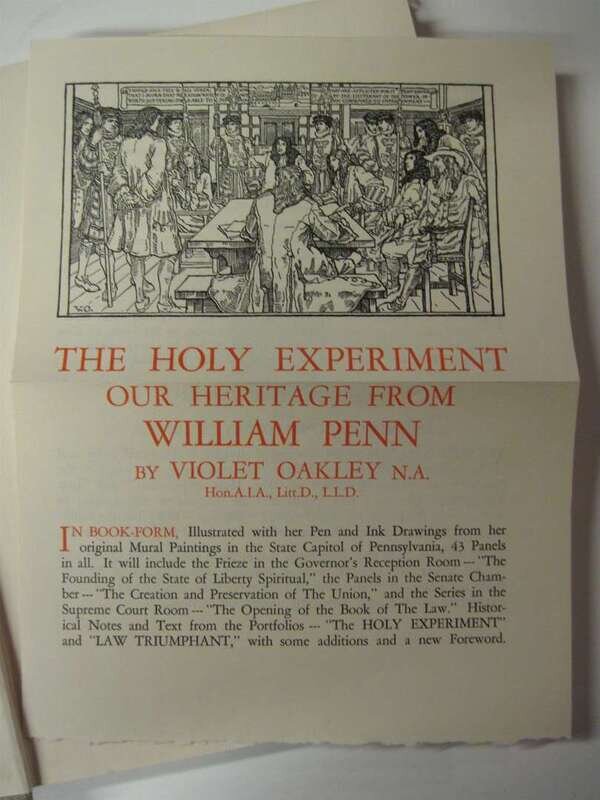 V.O.
THE HOLY EXPERIMENT
OUR HERITAGE FROM
WILLIAM PENN
BY VIOLET OAKLEY N.A.
Hon.A.I.A., Litt.D., L.L.D.
IN BOOK-FORM, Illustrated with her Pen and Ink Drawings from her
original Mural Paintings in the State Capitol of Pennsylvania, 43 Panels
in all. It will include the Frieze in the Governor's Reception Room --- "The
Founding of the State of Liberty Spiritual," the Panels in the Senate Cham-
ber --- "The Creation and Preservation of The Union," and the Series in the
Supreme Court Room --- "The Opening of the Book of The Law." Histor-
ical Notes and Text from the Portfolios --- "The HOLY EXPERIMENT"
and "LAW TRIUMPHANT," with some additions and a new Foreword.